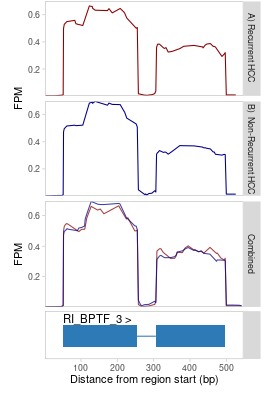 0.6
0.4
0.2
FPM
A) Recurrent HCC
0.6
0.4
0.2
FPM
B) Non-Recurrent HCC
0.6
0.4
0.2
FPM
Combined
RI_BPTF_3 >
100 200 300 400 500
Distance from region start (bp)